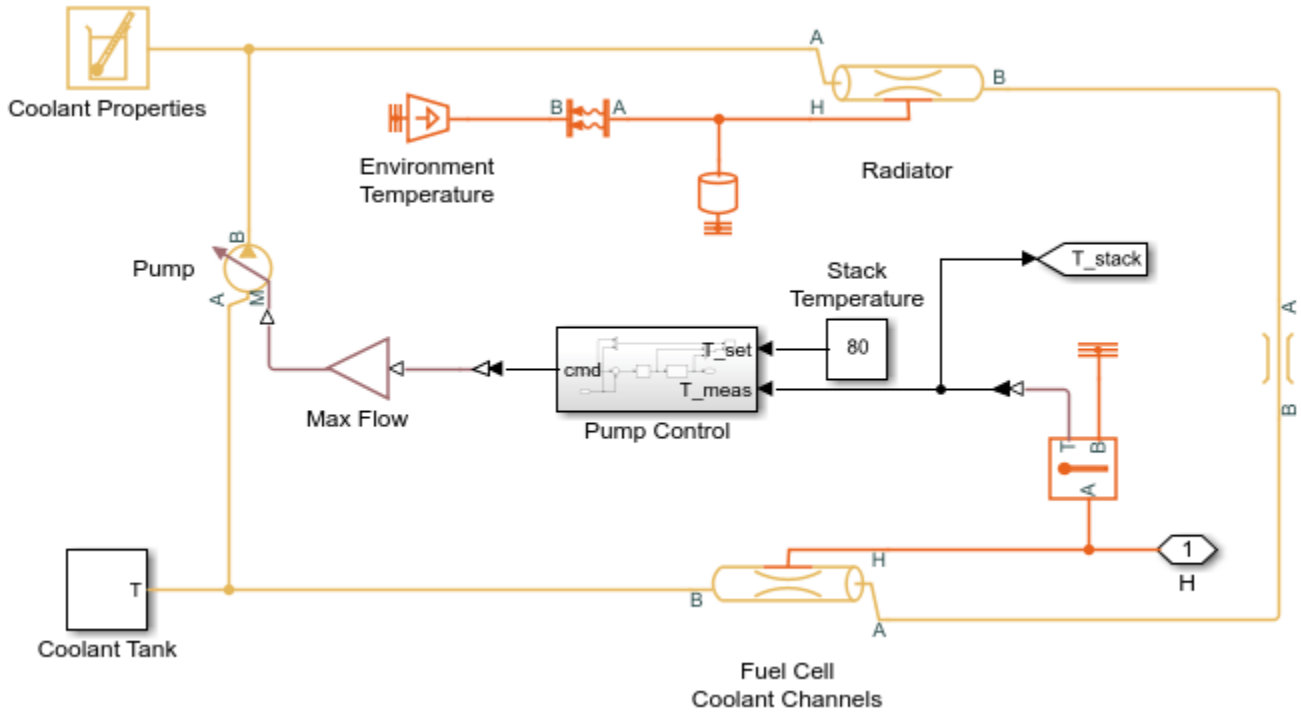 Coolant Properties
A
B
H
B
A
Environment
Temperature
Radiator
Pump
B
A
M
Stack
Temperature
T_stack
80
T_set
cmd
T_meas
Max Flow
Pump Control
A
B
T
B
A
1
H
T
Coolant Tank
H
B
A
Fuel Cell
Coolant Channels